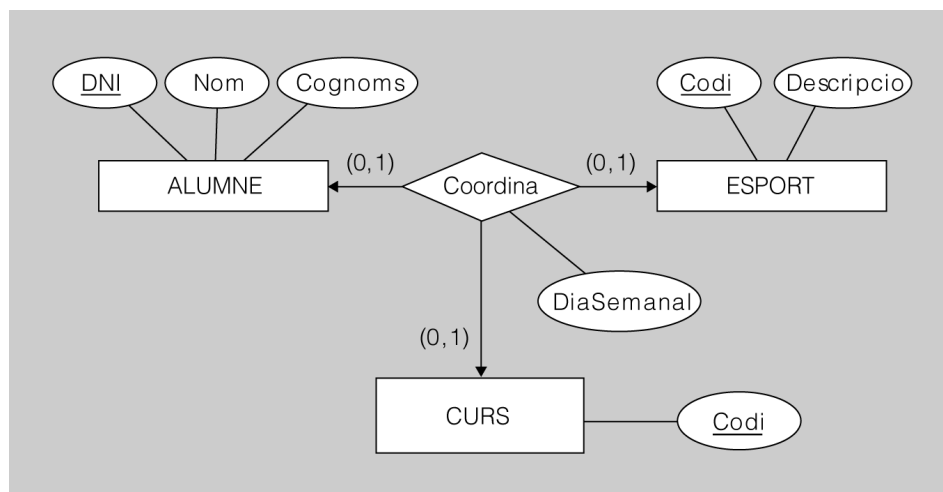 DNI
Nom
Cognoms
Codi
Descripcio
(0,1)
(0,1)
ALUMNE
Coordina
ESPORT
DiaSemanal
(0,1)
CURS
Codi